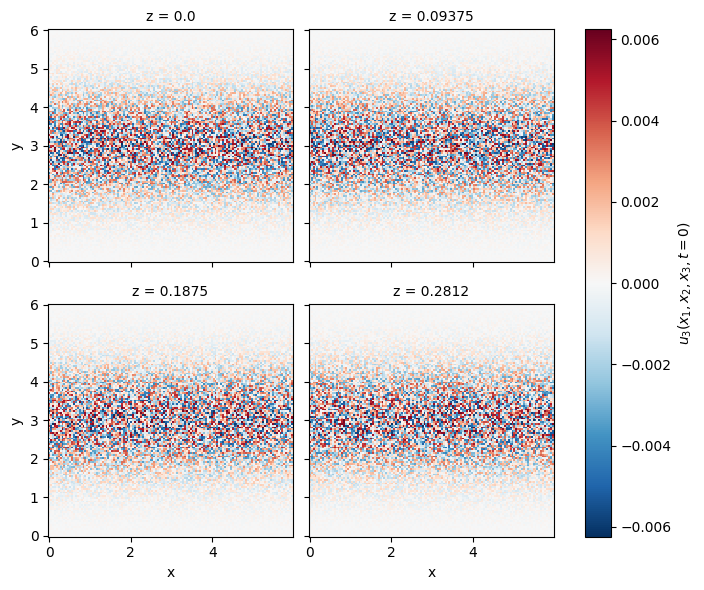 z = 0.0
z = 0.09375
6
5
4
3
2
1
0
y
z = 0.1875
z = 0.2812
6
5
4
3
2
1
0
y
0 2 4
x
0 2 4
x
0.006
0.004
0.002
0.000
−0.002
−0.004
−0.006
u₃(x₁, x₂, x₃, t = 0)